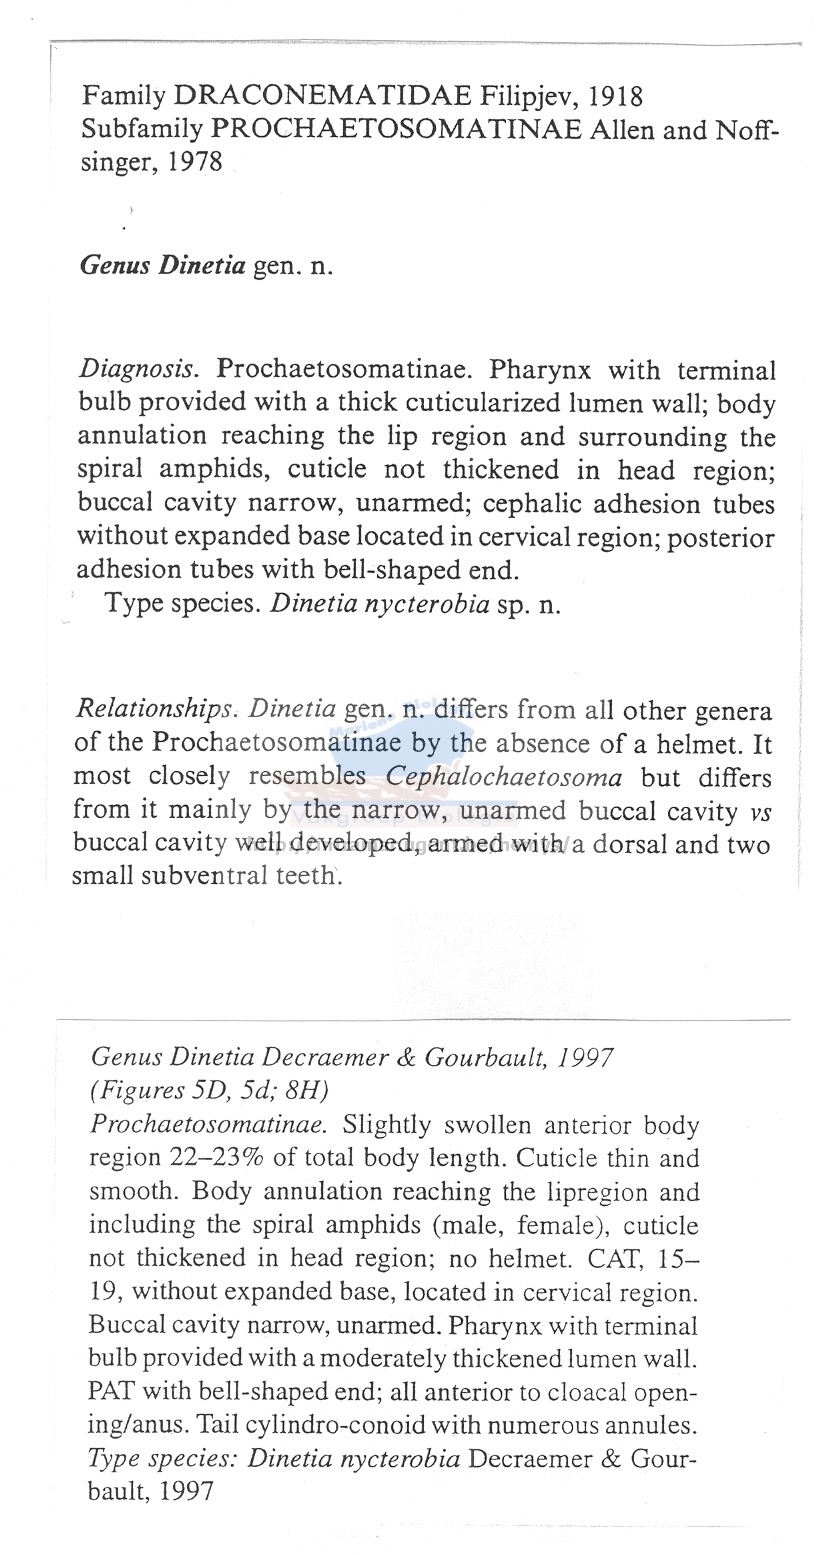 Family DRACONEMATIDAE Filipjev, 1918
Subfamily PROCHAETOSOMATINAE Allen and Noff-
singer, 1978
Genus Dinetia gen. n.
Diagnosis. Prochaetosomatinae. Pharynx with terminal
bulb provided with a thick cuticularized lumen wall; body
annulation reaching the lip region and surrounding the
spiral amphids, cuticle not thickened in head region;
buccal cavity narrow, unarmed; cephalic adhesion tubes
without expanded base located in cervical region; posterior
adhesion tubes with bell-shaped end.
Type species. Dinetia nycterobia sp. n.
Relationships. Dinetia gen. n. differs from all other genera
of the Prochaetosomatinae by the absence of a helmet. It
most closely resembles Cephalochaetosoma but differs
from it mainly by the narrow, unarmed buccal cavity vs
buccal cavity well developed, armed with a dorsal and two
small subventral teeth.
Genus Dinetia Decraemer & Gourbault, 1997
(Figures 5D, 5d; 8H)
Prochaetosomatinae. Slightly swollen anterior body
region 22–23% of total body length. Cuticle thin and
smooth. Body annulation reaching the lipregion and
including the spiral amphids (male, female), cuticle
not thickened in head region; no helmet. CAT, 15–
19, without expanded base, located in cervical region.
Buccal cavity narrow, unarmed. Pharynx with terminal
bulb provided with a moderately thickened lumen wall.
PAT with bell-shaped end; all anterior to cloacal open-
ing/anus. Tail cylindro-conoid with numerous annules.
Type species: Dinetia nycterobia Decraemer & Gour-
bault, 1997